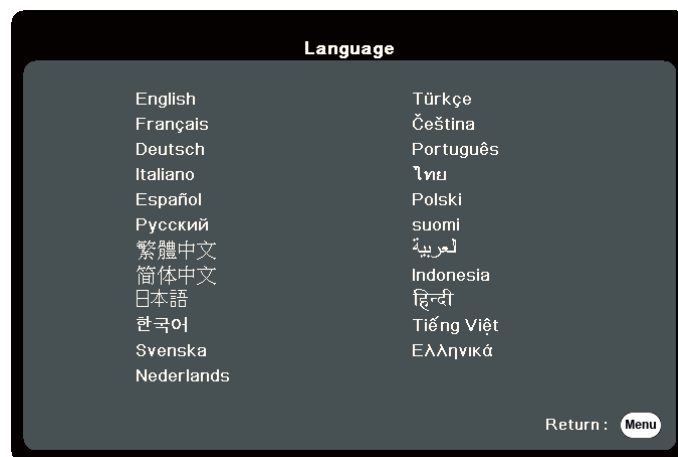 Language
English
Français
Deutsch
Italiano
Español
Русский
繁體中文
简体中文
日本語
한국어
Svenska
Nederlands
Türkçe
Čeština
Português
ไทย
Polski
suomi
العربية
Indonesia
हिन्दी
Tiếng Việt
Ελληνικά
Return: Menu